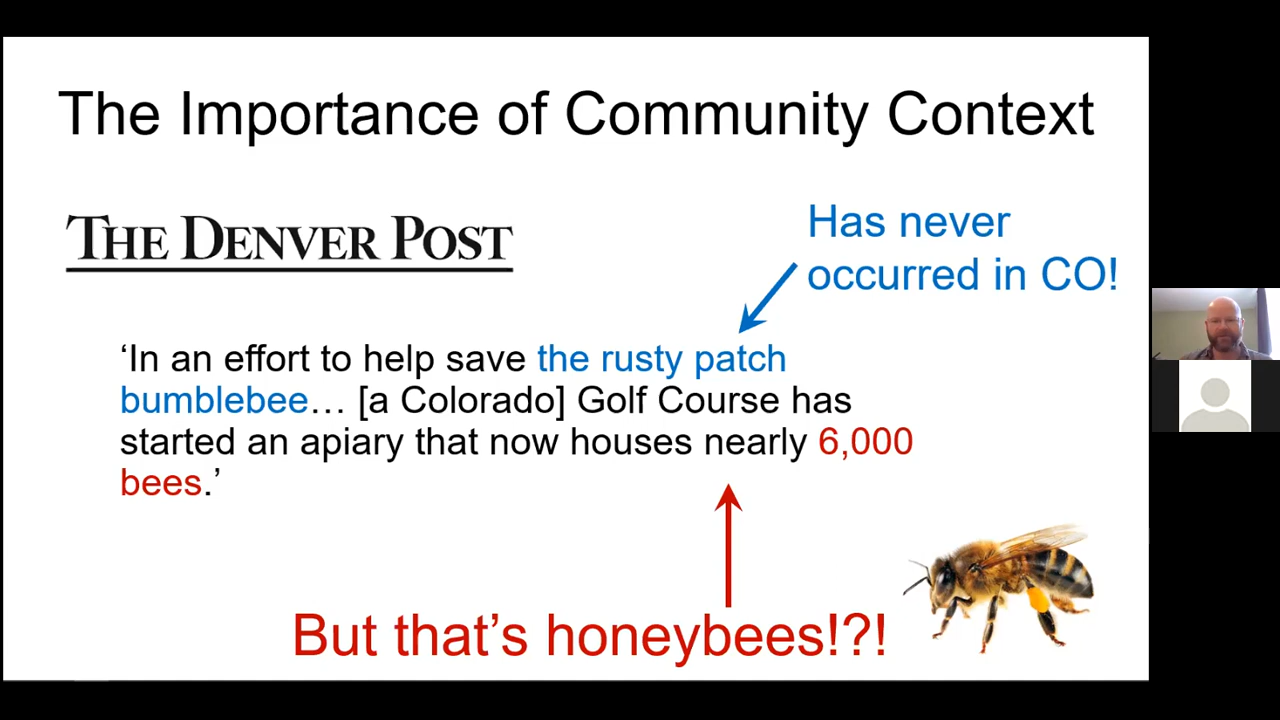 The Importance of Community Context
THE DENVER POST
Has never
occurred in CO!
‘In an effort to help save the rusty patch
bumblebee… [a Colorado] Golf Course has
started an apiary that now houses nearly 6,000
bees.’
But that’s honeybees!?!